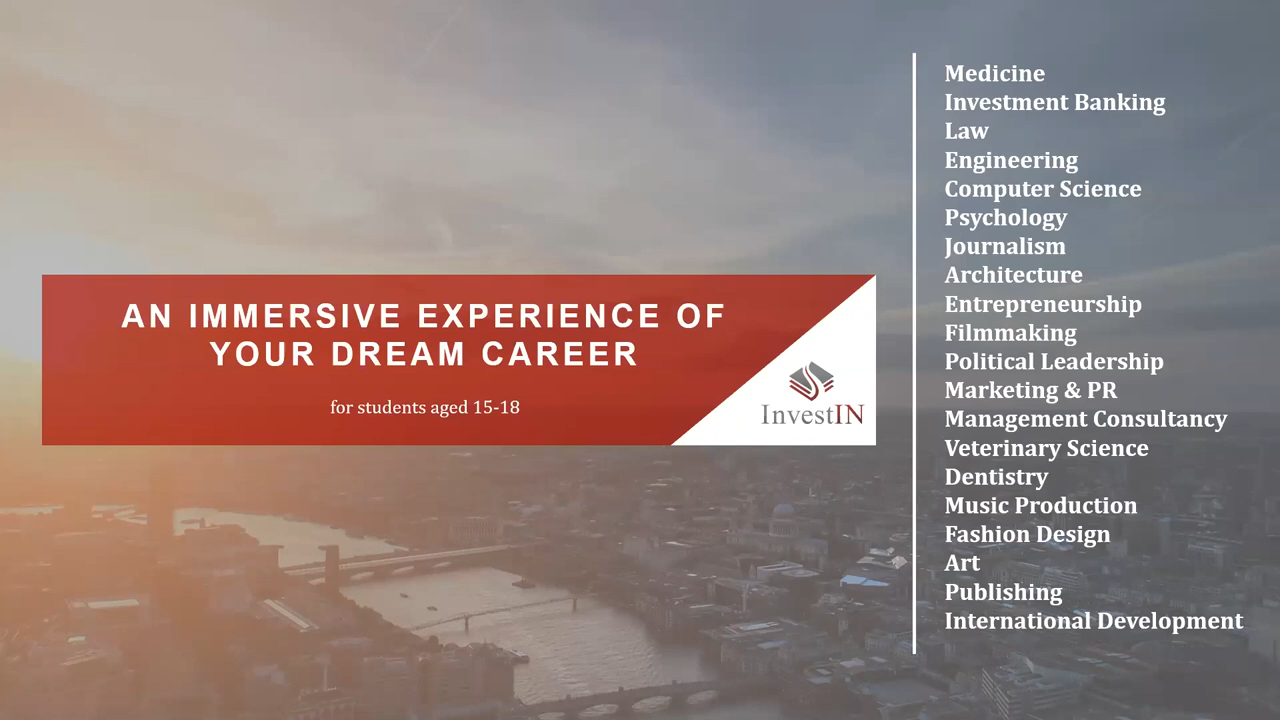 AN IMMERSIVE EXPERIENCE OF
YOUR DREAM CAREER
for students aged 15-18
InvestIN
Medicine
Investment Banking
Law
Engineering
Computer Science
Psychology
Journalism
Architecture
Entrepreneurship
Filmmaking
Political Leadership
Marketing & PR
Management Consultancy
Veterinary Science
Dentistry
Music Production
Fashion Design
Art
Publishing
International Development